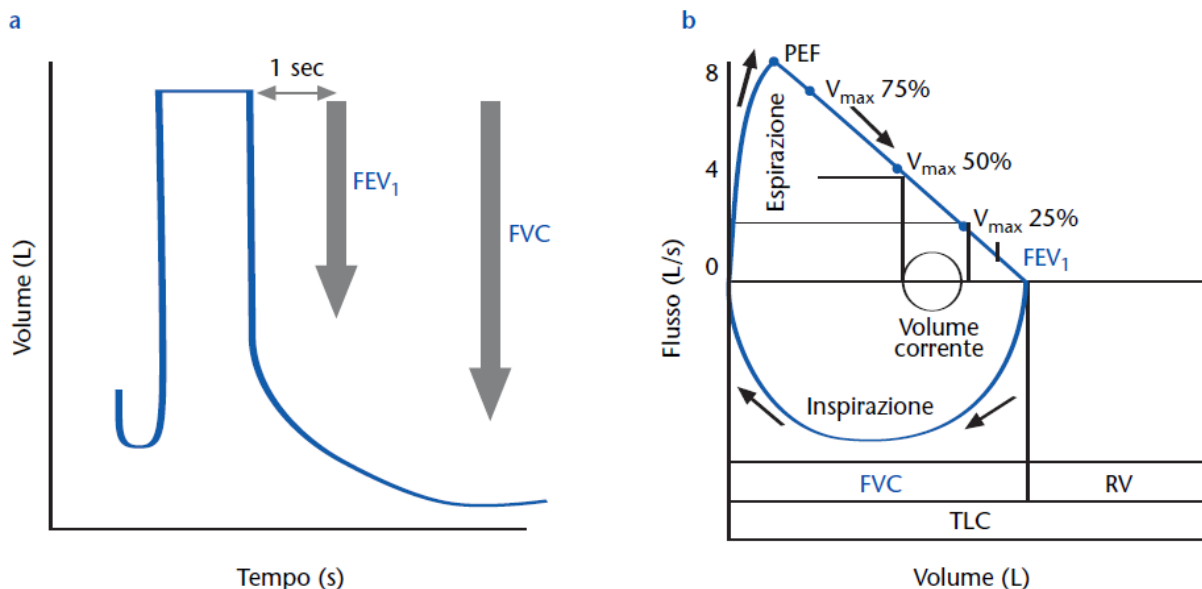 a
1 sec
FEV1
FVC
Volume (L)
Tempo (s)
b
8
4
0
Flusso (L/s)
PEF
Vmax 75%
Vmax 50%
Vmax 25%
FEV1
Espirazione
Volume
corrente
Inspirazione
FVC
RV
TLC
Volume (L)